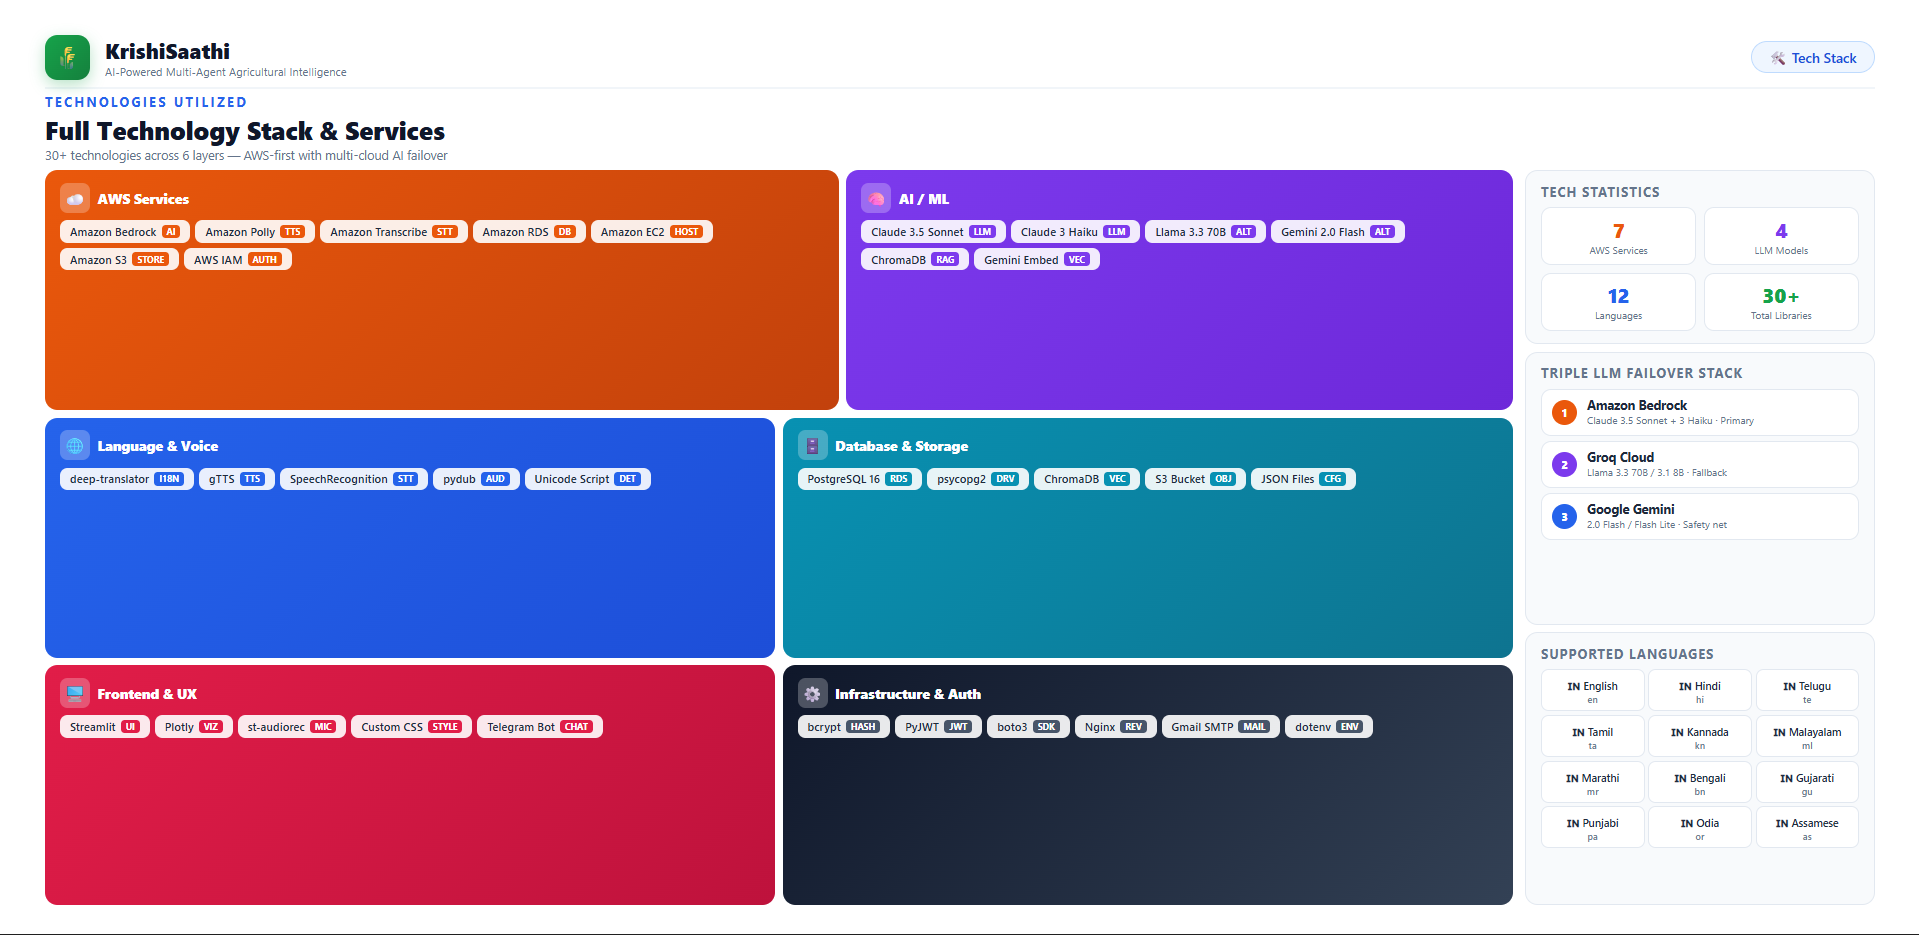 KrishiSaathi
AI-Powered Multi-Agent Agricultural Intelligence
Tech Stack
TECHNOLOGIES UTILIZED
Full Technology Stack & Services
30+ technologies across 6 layers — AWS-first with multi-cloud AI failover
AWS Services
Amazon Bedrock AI Amazon Polly TTS Amazon Transcribe STT Amazon RDS DB Amazon EC2 HOST
Amazon S3 STORE AWS IAM AUTH
AI / ML
Claude 3.5 Sonnet LLM Claude 3 Haiku LLM Llama 3.3 70B ALT Gemini 2.0 Flash ALT
ChromaDB RAG Gemini Embed VEC
Language & Voice
deep-translator I18N gTTS TTS SpeechRecognition STT pydub AUD Unicode Script DET
Database & Storage
PostgreSQL 16 RDS psycopg2 DRV ChromaDB VEC S3 Bucket OBJ JSON Files CFG
Frontend & UX
Streamlit UI Plotly VIZ st-audiorec MIC Custom CSS STYLE Telegram Bot CHAT
Infrastructure & Auth
bcrypt HASH PyJWT JWT boto3 SDK Nginx REV Gmail SMTP MAIL dotenv ENV
TECH STATISTICS
7
AWS Services
4
LLM Models
12
Languages
30+
Total Libraries
TRIPLE LLM FAILOVER STACK
1 Amazon Bedrock
Claude 3.5 Sonnet + 3 Haiku · Primary
2 Groq Cloud
Llama 3.3 70B / 3.1 8B · Fallback
3 Google Gemini
2.0 Flash / Flash Lite · Safety net
SUPPORTED LANGUAGES
IN English
en
IN Hindi
hi
IN Telugu
te
IN Tamil
ta
IN Kannada
kn
IN Malayalam
ml
IN Marathi
mr
IN Bengali
bn
IN Gujarati
gu
IN Punjabi
pa
IN Odia
or
IN Assamese
as